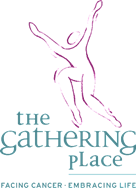 the
Gathering
place
FACING CANCER · EMBRACING LIFE